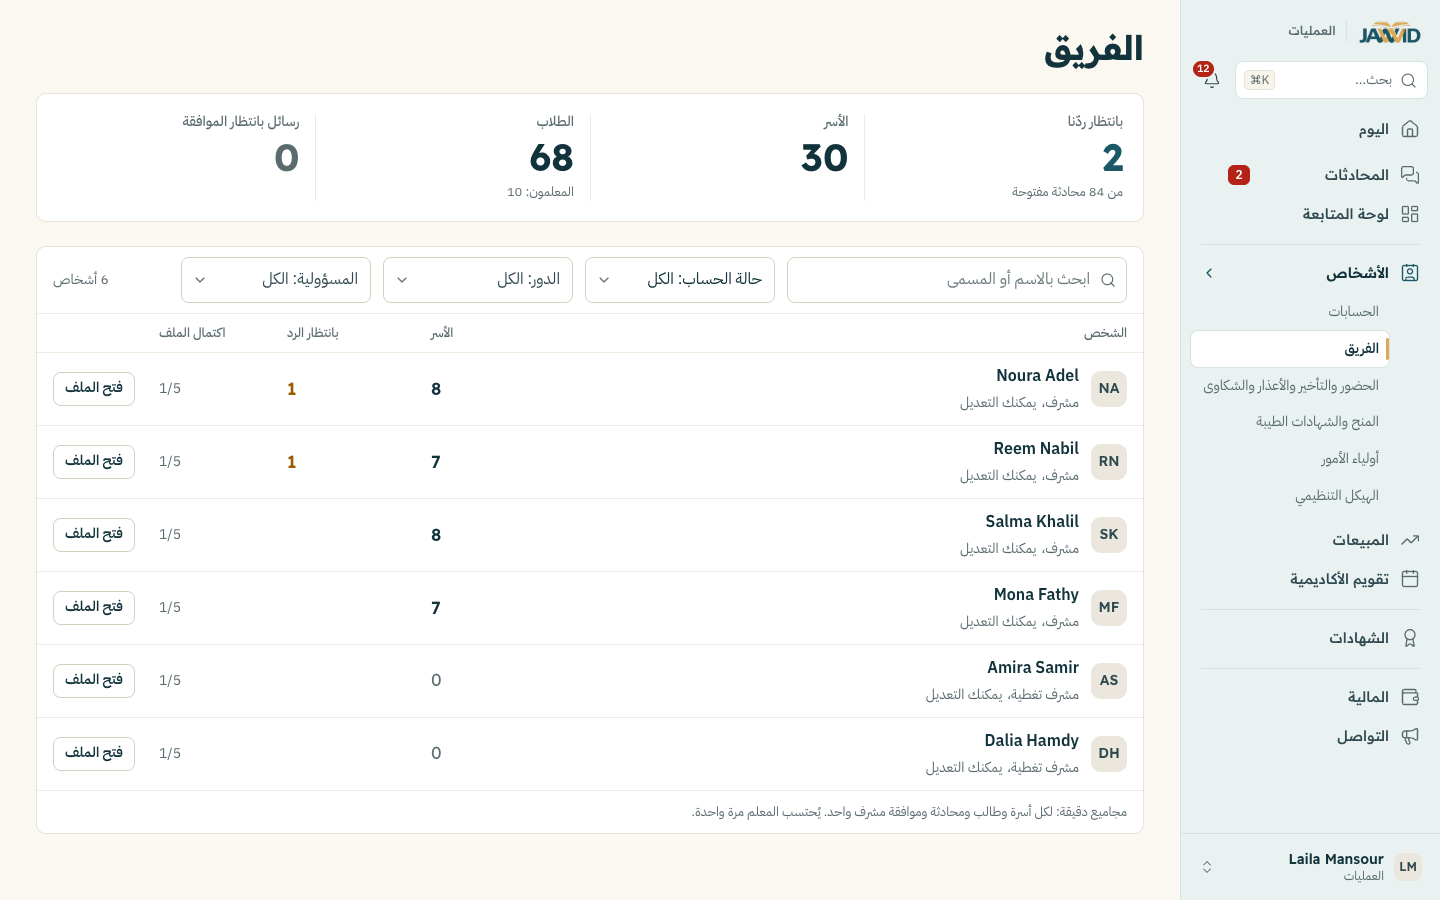 JAWWID
العمليات
بحث...
⌘K
12
اليوم
المحادثات
2
لوحة المتابعة
الأشخاص
الحسابات
الفريق
الحضور والتأخير والأعذار والشكاوى
المنح والشهادات الطيبة
أولياء الأمور
الهيكل التنظيمي
المبيعات
تقويم الأكاديمية
الشهادات
المالية
التواصل
LM
Laila Mansour
العمليات
الفريق
بانتظار ردّنا
2
من 84 محادثة مفتوحة
الأسر
30
الطلاب
68
المعلمون: 10
رسائل بانتظار الموافقة
0
ابحث بالاسم أو المسمى
حالة الحساب: الكل
الدور: الكل
المسؤولية: الكل
6 أشخاص
الشخص الأسر بانتظار الرد اكتمال الملف
NA Noura Adel 8 1 1/5 فتح الملف
مشرف، يمكنك التعديل
RN Reem Nabil 7 1 1/5 فتح الملف
مشرف، يمكنك التعديل
SK Salma Khalil 8 1/5 فتح الملف
مشرف، يمكنك التعديل
MF Mona Fathy 7 1/5 فتح الملف
مشرف، يمكنك التعديل
AS Amira Samir 0 1/5 فتح الملف
مشرف تغطية، يمكنك التعديل
DH Dalia Hamdy 0 1/5 فتح الملف
مشرف تغطية، يمكنك التعديل
مجاميع دقيقة: لكل أسرة وطالب ومحادثة وموافقة مشرف واحد. يُحتسب المعلم مرة واحدة.